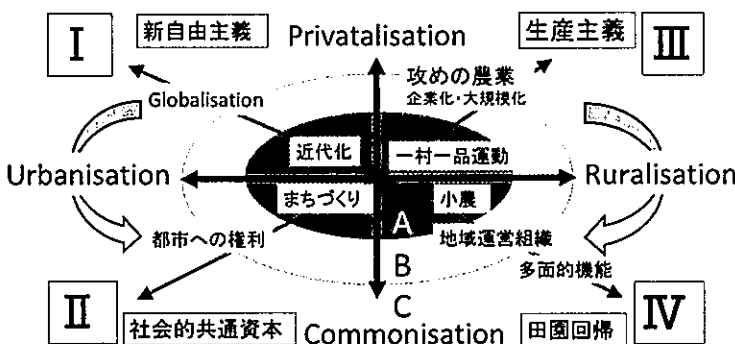 I
新自由主義
Privatalisation
生産主義
III
Globalisation
攻めの農業
企業化・大規模化
近代化
一村一品運動
Urbanisation
Ruralisation
まちづくり
小農
都市への権利
A
地域運営組織
B
多面的機能
II
社会的共通資本
C
Commonisation
田園回帰
IV